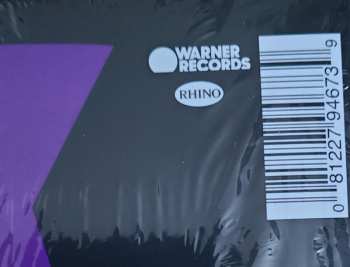 WARNER
RECORDS
RHINO
0 81227 94673 9